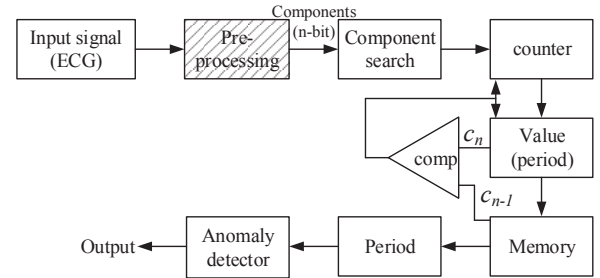 Components
(n-bit)
Input signal
(ECG)
Pre-
processing
Component
search
counter
Value
(period)
comp
c_n
c_{n-1}
Output
Anomaly
detector
Period
Memory